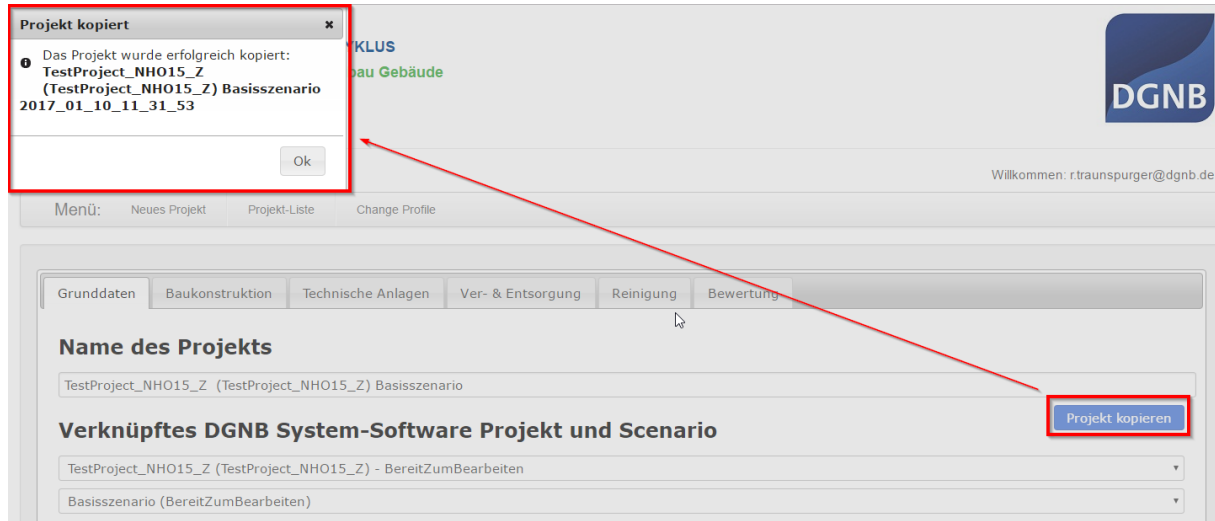 Projekt kopiert
Das Projekt wurde erfolgreich kopiert:
TestProject_NHO15_Z
(TestProject_NHO15_Z) Basisszenario
2017_01_10_11_31_53
Ok
YKLUS
bau Gebäude
DGNB
Willkommen: r.traunspurger@dgnb.de
Menü: Neues Projekt Projekt-Liste Change Profile
Grunddaten Baukonstruktion Technische Anlagen Ver- & Entsorgung Reinigung Bewertung
Name des Projekts
TestProject_NHO15_Z (TestProject_NHO15_Z) Basisszenario
Projekt kopieren
Verknüpftes DGNB System-Software Projekt und Scenario
TestProject_NHO15_Z (TestProject_NHO15_Z) - BereitZumBearbeiten
Basisszenario (BereitZumBearbeiten)